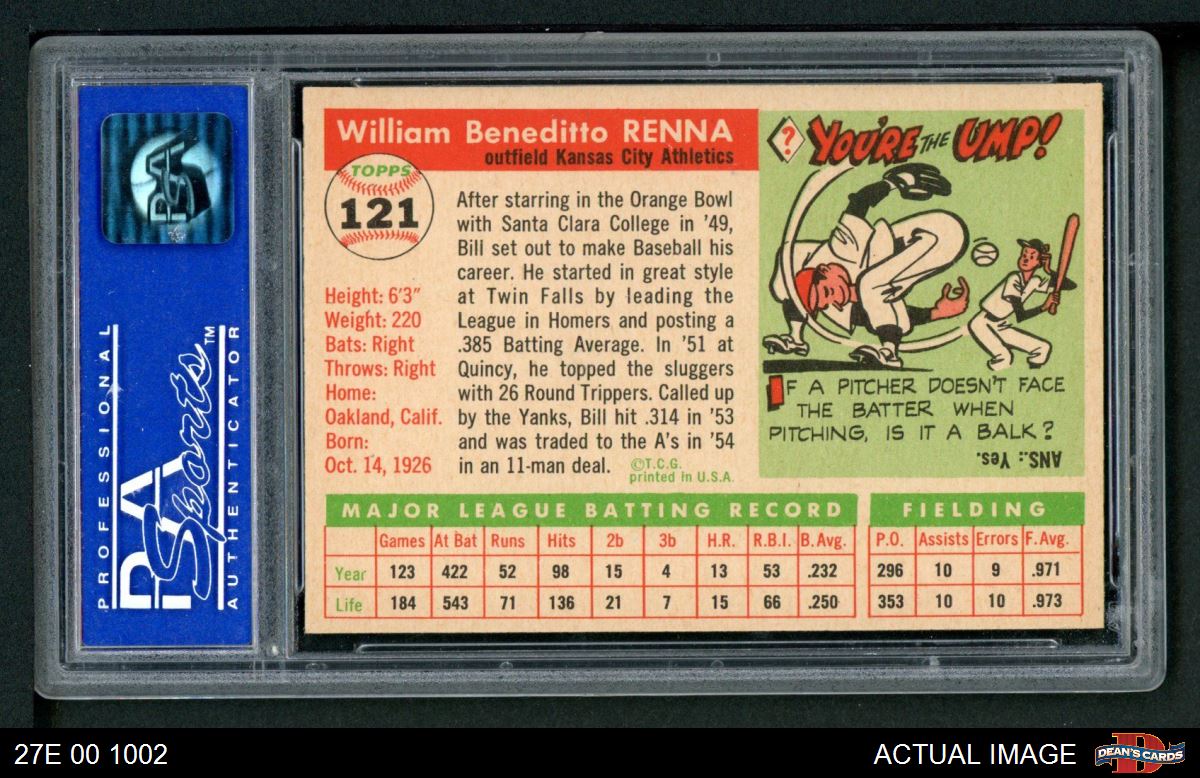 PROFESSIONAL
PSA
Sports™
AUTHENTICATOR
PSA
William Beneditto RENNA
outfield Kansas City Athletics
TOPPS
121
Height: 6'3"
Weight: 220
Bats: Right
Throws: Right
Home:
Oakland, Calif.
Born:
Oct. 14, 1926
After starring in the Orange Bowl
with Santa Clara College in '49,
Bill set out to make Baseball his
career. He started in great style
at Twin Falls by leading the
League in Homers and posting a
.385 Batting Average. In '51 at
Quincy, he topped the sluggers
with 26 Round Trippers. Called up
by the Yanks, Bill hit .314 in '53
and was traded to the A's in '54
in an 11-man deal.
©T.C.G.
printed in U.S.A.
? YOU'RE THE UMP!
IF A PITCHER DOESN'T FACE
THE BATTER WHEN
PITCHING, IS IT A BALK?
ANS.: Yes.
MAJOR LEAGUE BATTING RECORD
Games At Bat Runs Hits 2b 3b H.R. R.B.I. B.Avg.
Year 123 422 52 98 15 4 13 53 .232
Life 184 543 71 136 21 7 15 66 .250
FIELDING
P.O. Assists Errors F.Avg.
296 10 9 .971
353 10 10 .973
27E 00 1002
ACTUAL IMAGE
DEAN'S CARDS